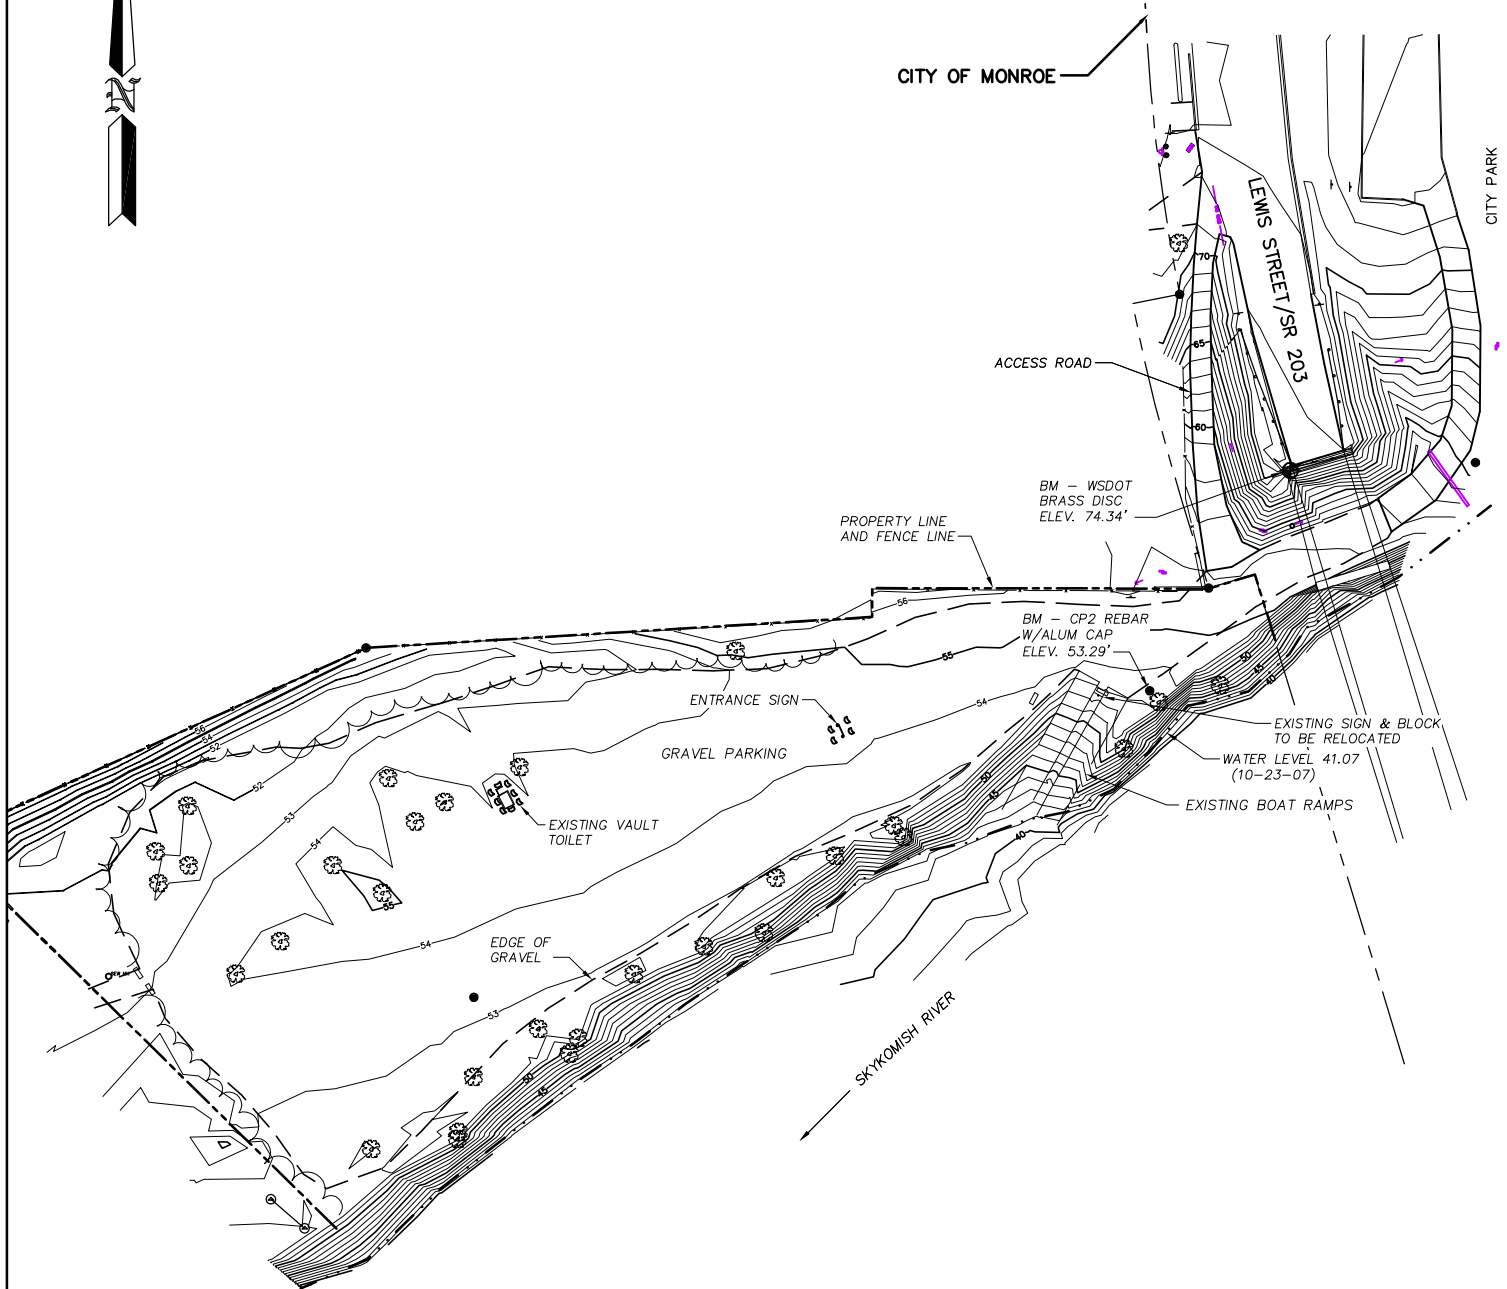 N
CITY OF MONROE
CITY PARK
LEWIS STREET/SR 203
70
65
60
ACCESS ROAD
BM – WSDOT
BRASS DISC
ELEV. 74.34'
PROPERTY LINE
AND FENCE LINE
56
BM – CP2 REBAR
W/ALUM CAP
ELEV. 53.29'
55
50
45
40
ENTRANCE SIGN
54
EXISTING SIGN & BLOCK
TO BE RELOCATED
WATER LEVEL 41.07
(10–23–07)
EXISTING BOAT RAMPS
GRAVEL PARKING
56
54
52
52
53
50
45
40
EXISTING VAULT
TOILET
54
55
54
EDGE OF
GRAVEL
53
SKYKOMISH RIVER
50
45